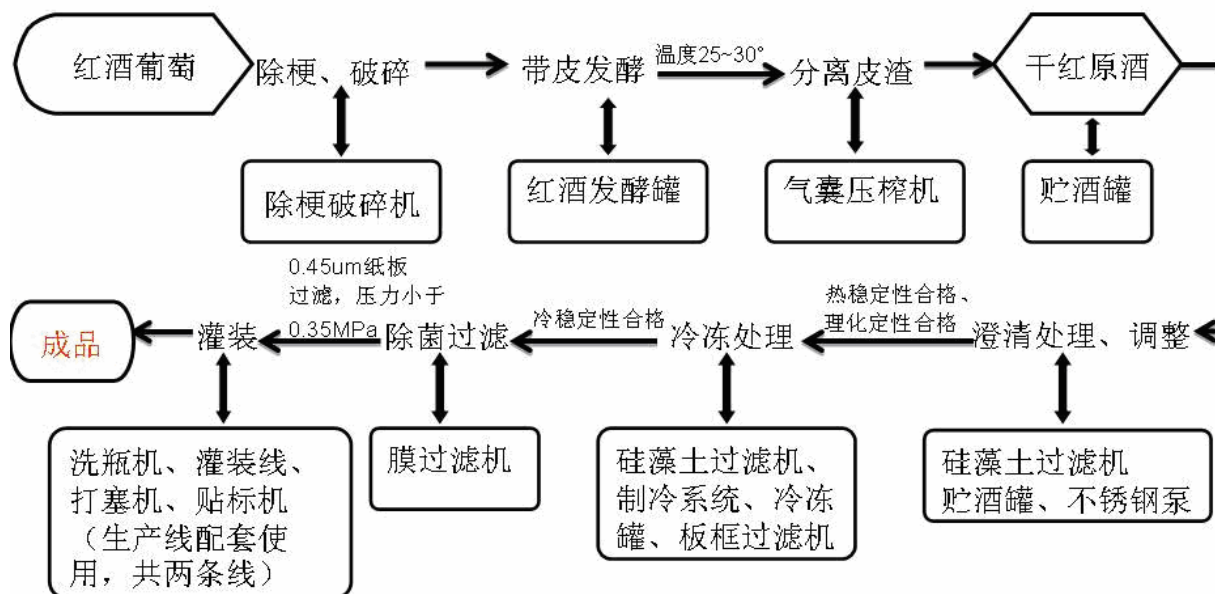 红酒葡萄
除梗、破碎
带皮发酵
温度25~30°
分离皮渣
干红原酒
除梗破碎机
红酒发酵罐
气囊压榨机
贮酒罐
成品
灌装
0.45um纸板
过滤，压力小于
0.35MPa
除菌过滤
冷稳定性合格
冷冻处理
热稳定性合格、
理化定性合格
澄清处理、调整
洗瓶机、灌装线、
打塞机、贴标机
（生产线配套使
用，共两条线）
膜过滤机
硅藻土过滤机、
制冷系统、冷冻
罐、板框过滤机
硅藻土过滤机
贮酒罐、不锈钢泵